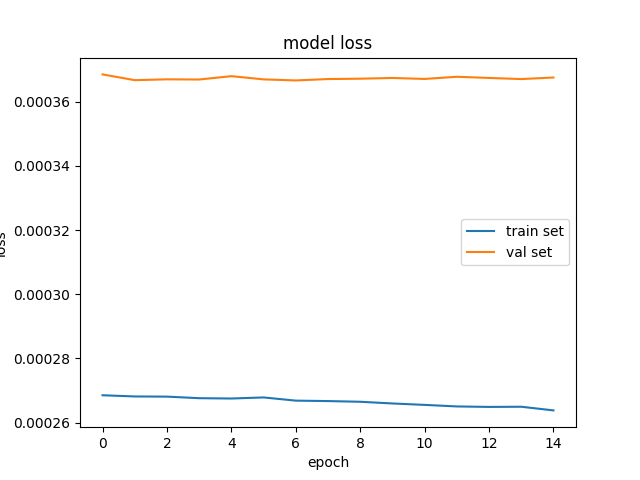 model loss
0.00036
0.00034
0.00032
0.00030
0.00028
0.00026
loss
train set
val set
0 2 4 6 8 10 12 14
epoch